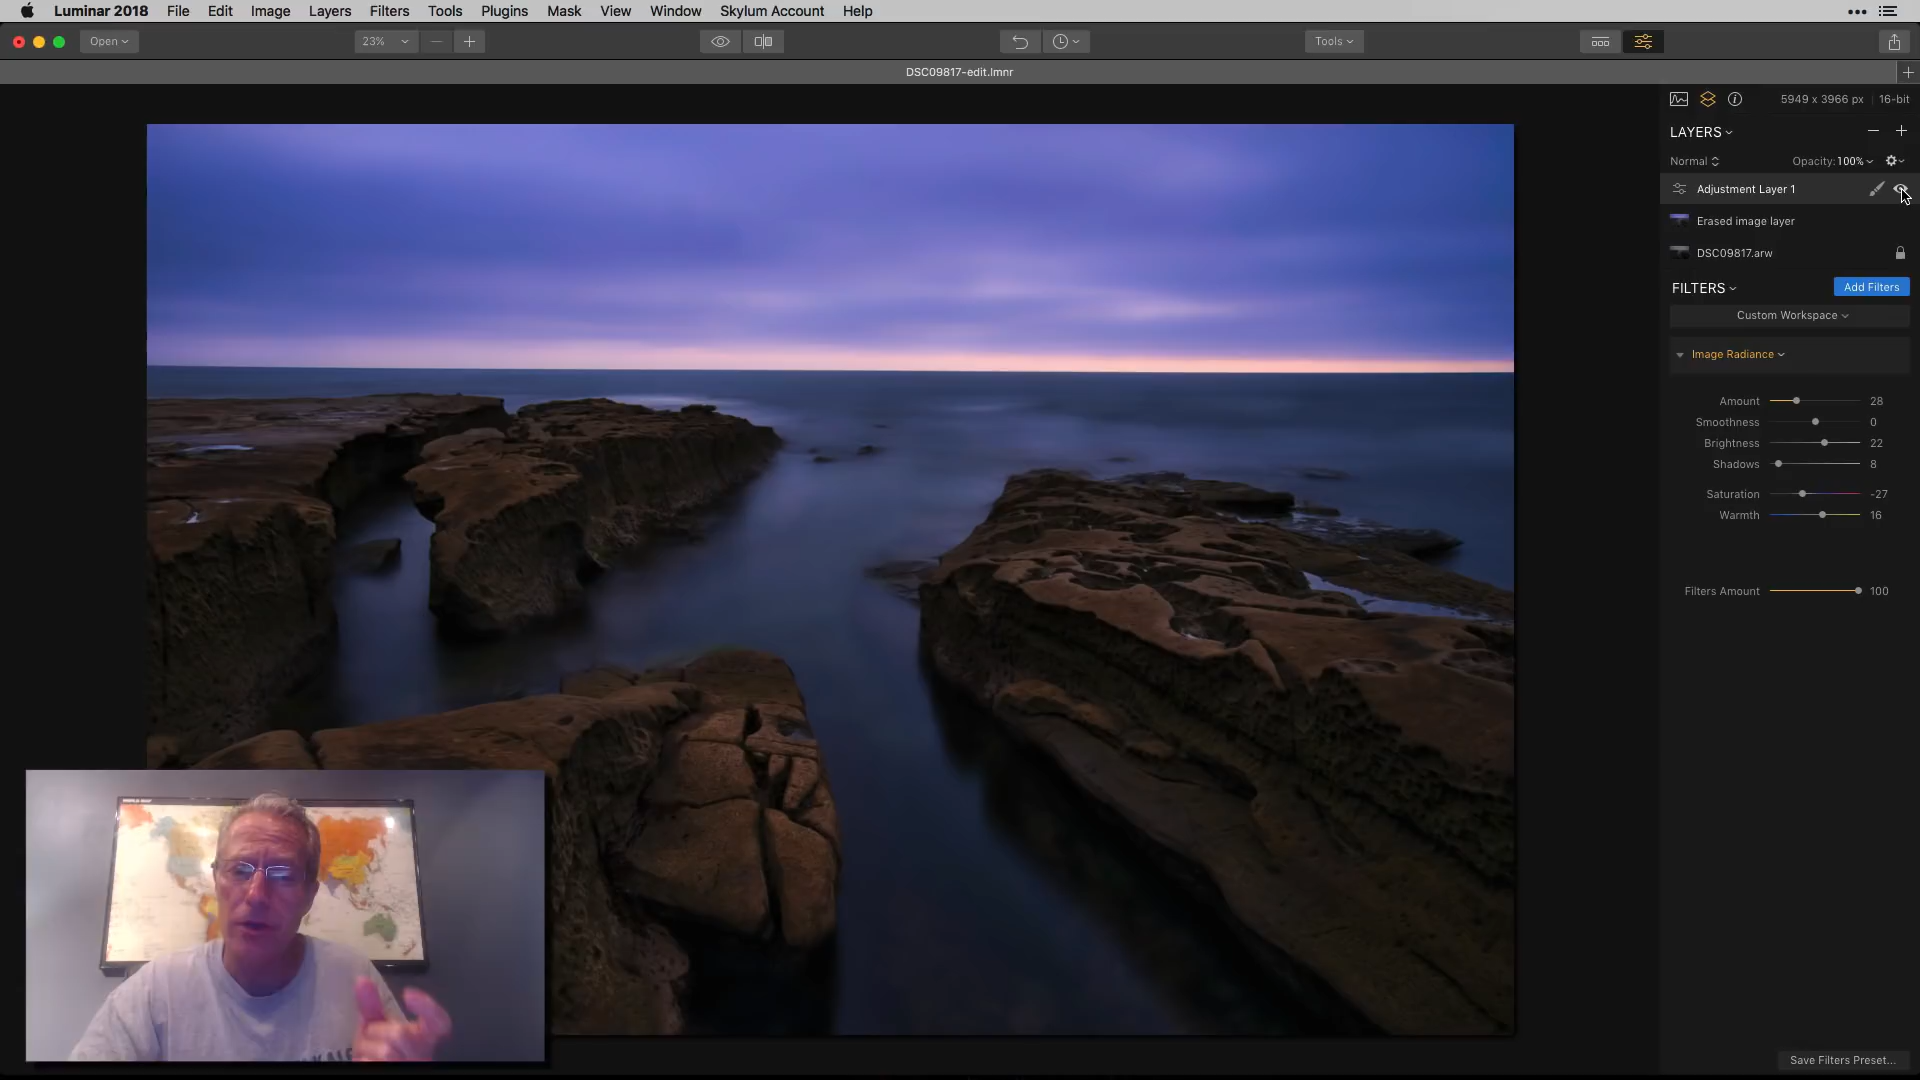 Luminar 2018 File Edit Image Layers Filters Tools Plugins Mask View Window Skylum Account Help
Open 23% Tools
DSC09817-edit.lmnr
5949 x 3966 px 16-bit
LAYERS
Normal Opacity: 100%
Adjustment Layer 1
Erased image layer
DSC09817.arw
FILTERS Add Filters
Custom Workspace
Image Radiance
Amount 28
Smoothness 0
Brightness 22
Shadows 8
Saturation -27
Warmth 16
Filters Amount 100
Save Filters Preset...